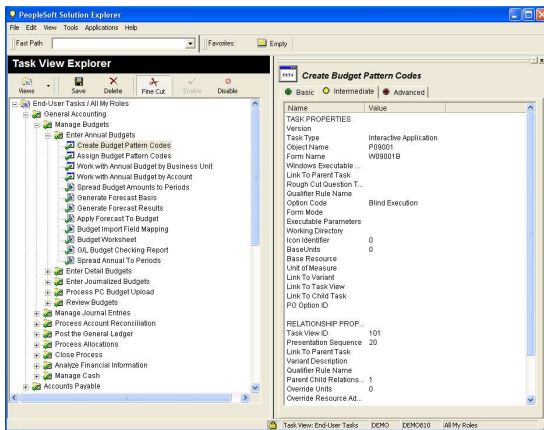 PeopleSoft Solution Explorer
File Edit View Tools Applications Help
Fast Path Favorites: Empty
Task View Explorer
Views Save Delete Fine Cut Enable Disable
End-User Tasks / All My Roles
General Accounting
Manage Budgets
Enter Annual Budgets
Create Budget Pattern Codes
Assign Budget Pattern Codes
Work with Annual Budget by Business Unit
Work with Annual Budget by Account
Spread Budget Amounts to Periods
Generate Forecast Basis
Generate Forecast Results
Apply Forecast To Budget
Budget Import Field Mapping
Budget Worksheet
G/L Budget Checking Report
Spread Annual To Periods
Enter Detail Budgets
Enter Journalized Budgets
Process PC Budget Upload
Review Budgets
Manage Journal Entries
Process Account Reconciliation
Post the General Ledger
Process Allocations
Close Process
Analyze Financial Information
Manage Cash
Accounts Payable
Create Budget Pattern Codes
Basic Intermediate Advanced
Name Value
TASK PROPERTIES
Version
Task Type Interactive Application
Object Name P09001
Form Name W09001B
Windows Executable ...
Link To Parent Task
Rough Cut Question T...
Qualifier Rule Name
Option Code Blind Execution
Form Mode
Executable Parameters
Working Directory
Icon Identifier 0
BaseUnits 0
Base Resource
Unit of Measure
Link To Variant
Link To Task View
Link To Child Task
PO Option ID
RELATIONSHIP PROP...
Task View ID 101
Presentation Sequence 20
Link To Parent Task
Variant Description
Qualifier Rule Name
Parent Child Relations... 1
Override Units 0
Override Resource Ad...
Task View: End-User Tasks DEMO DEMO810 All My Roles